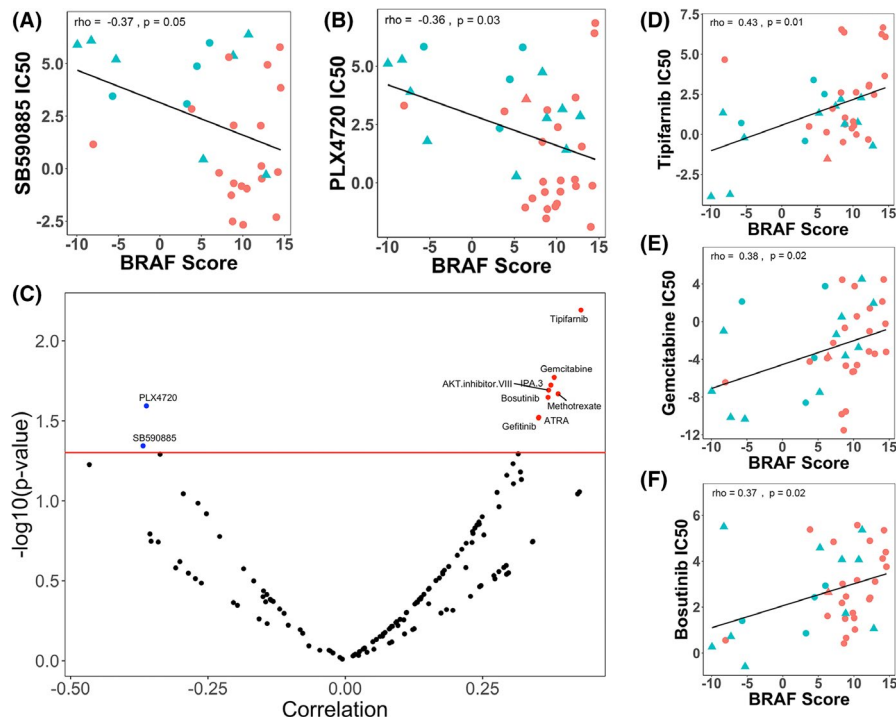 (A)
rho = -0.37 , p = 0.05
SB590885 IC50
5.0
2.5
0.0
-2.5
-10 -5 0 5 10 15
BRAF Score
(B)
rho = -0.36 , p = 0.03
PLX4720 IC50
5.0
2.5
0.0
-10 -5 0 5 10 15
BRAF Score
(C)
-log10(p-value)
2.0
1.5
1.0
0.5
0.0
Tipifarnib
Gemcitabine
AKT.inhibitor.VIII
IPA.3
Bosutinib
Methotrexate
Gefitinib
ATRA
PLX4720
SB590885
-0.50 -0.25 0.00 0.25
Correlation
(D)
rho = 0.43 , p = 0.01
Tipifarnib IC50
7.5
5.0
2.5
0.0
-2.5
-10 -5 0 5 10 15
BRAF Score
(E)
rho = 0.38 , p = 0.02
Gemcitabine IC50
4
0
-4
-8
-12
-10 -5 0 5 10 15
BRAF Score
(F)
rho = 0.37 , p = 0.02
Bosutinib IC50
6
4
2
0
-10 -5 0 5 10 15
BRAF Score